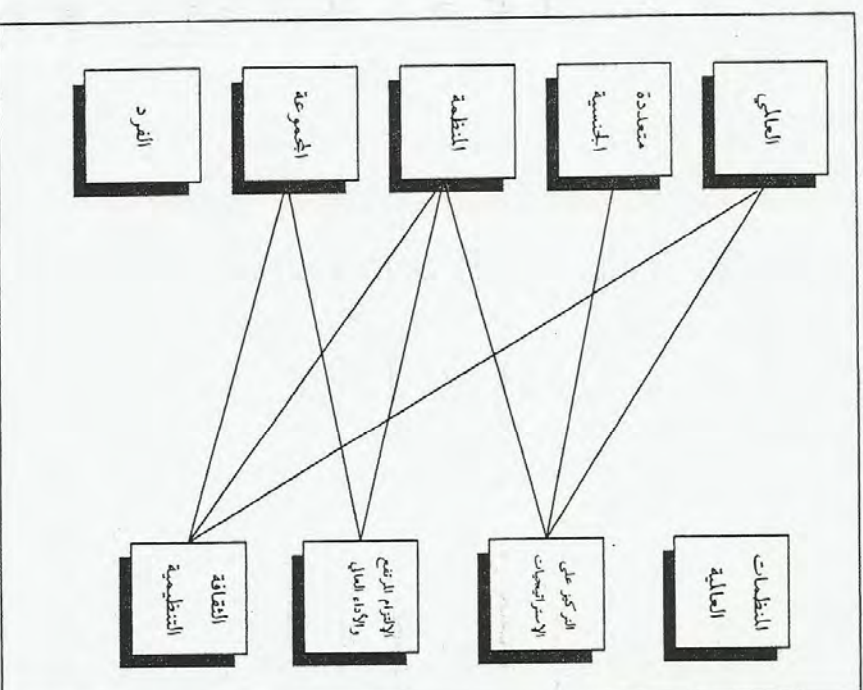 العالمي
متعددة
الجنسية
المنظمة
المجموعة
الفرد
المنظمات
العالمية
التركيز على
الاستراتيجيات
الالتزام المرتفع
والأداء العالي
الثقافة
التنظيمية